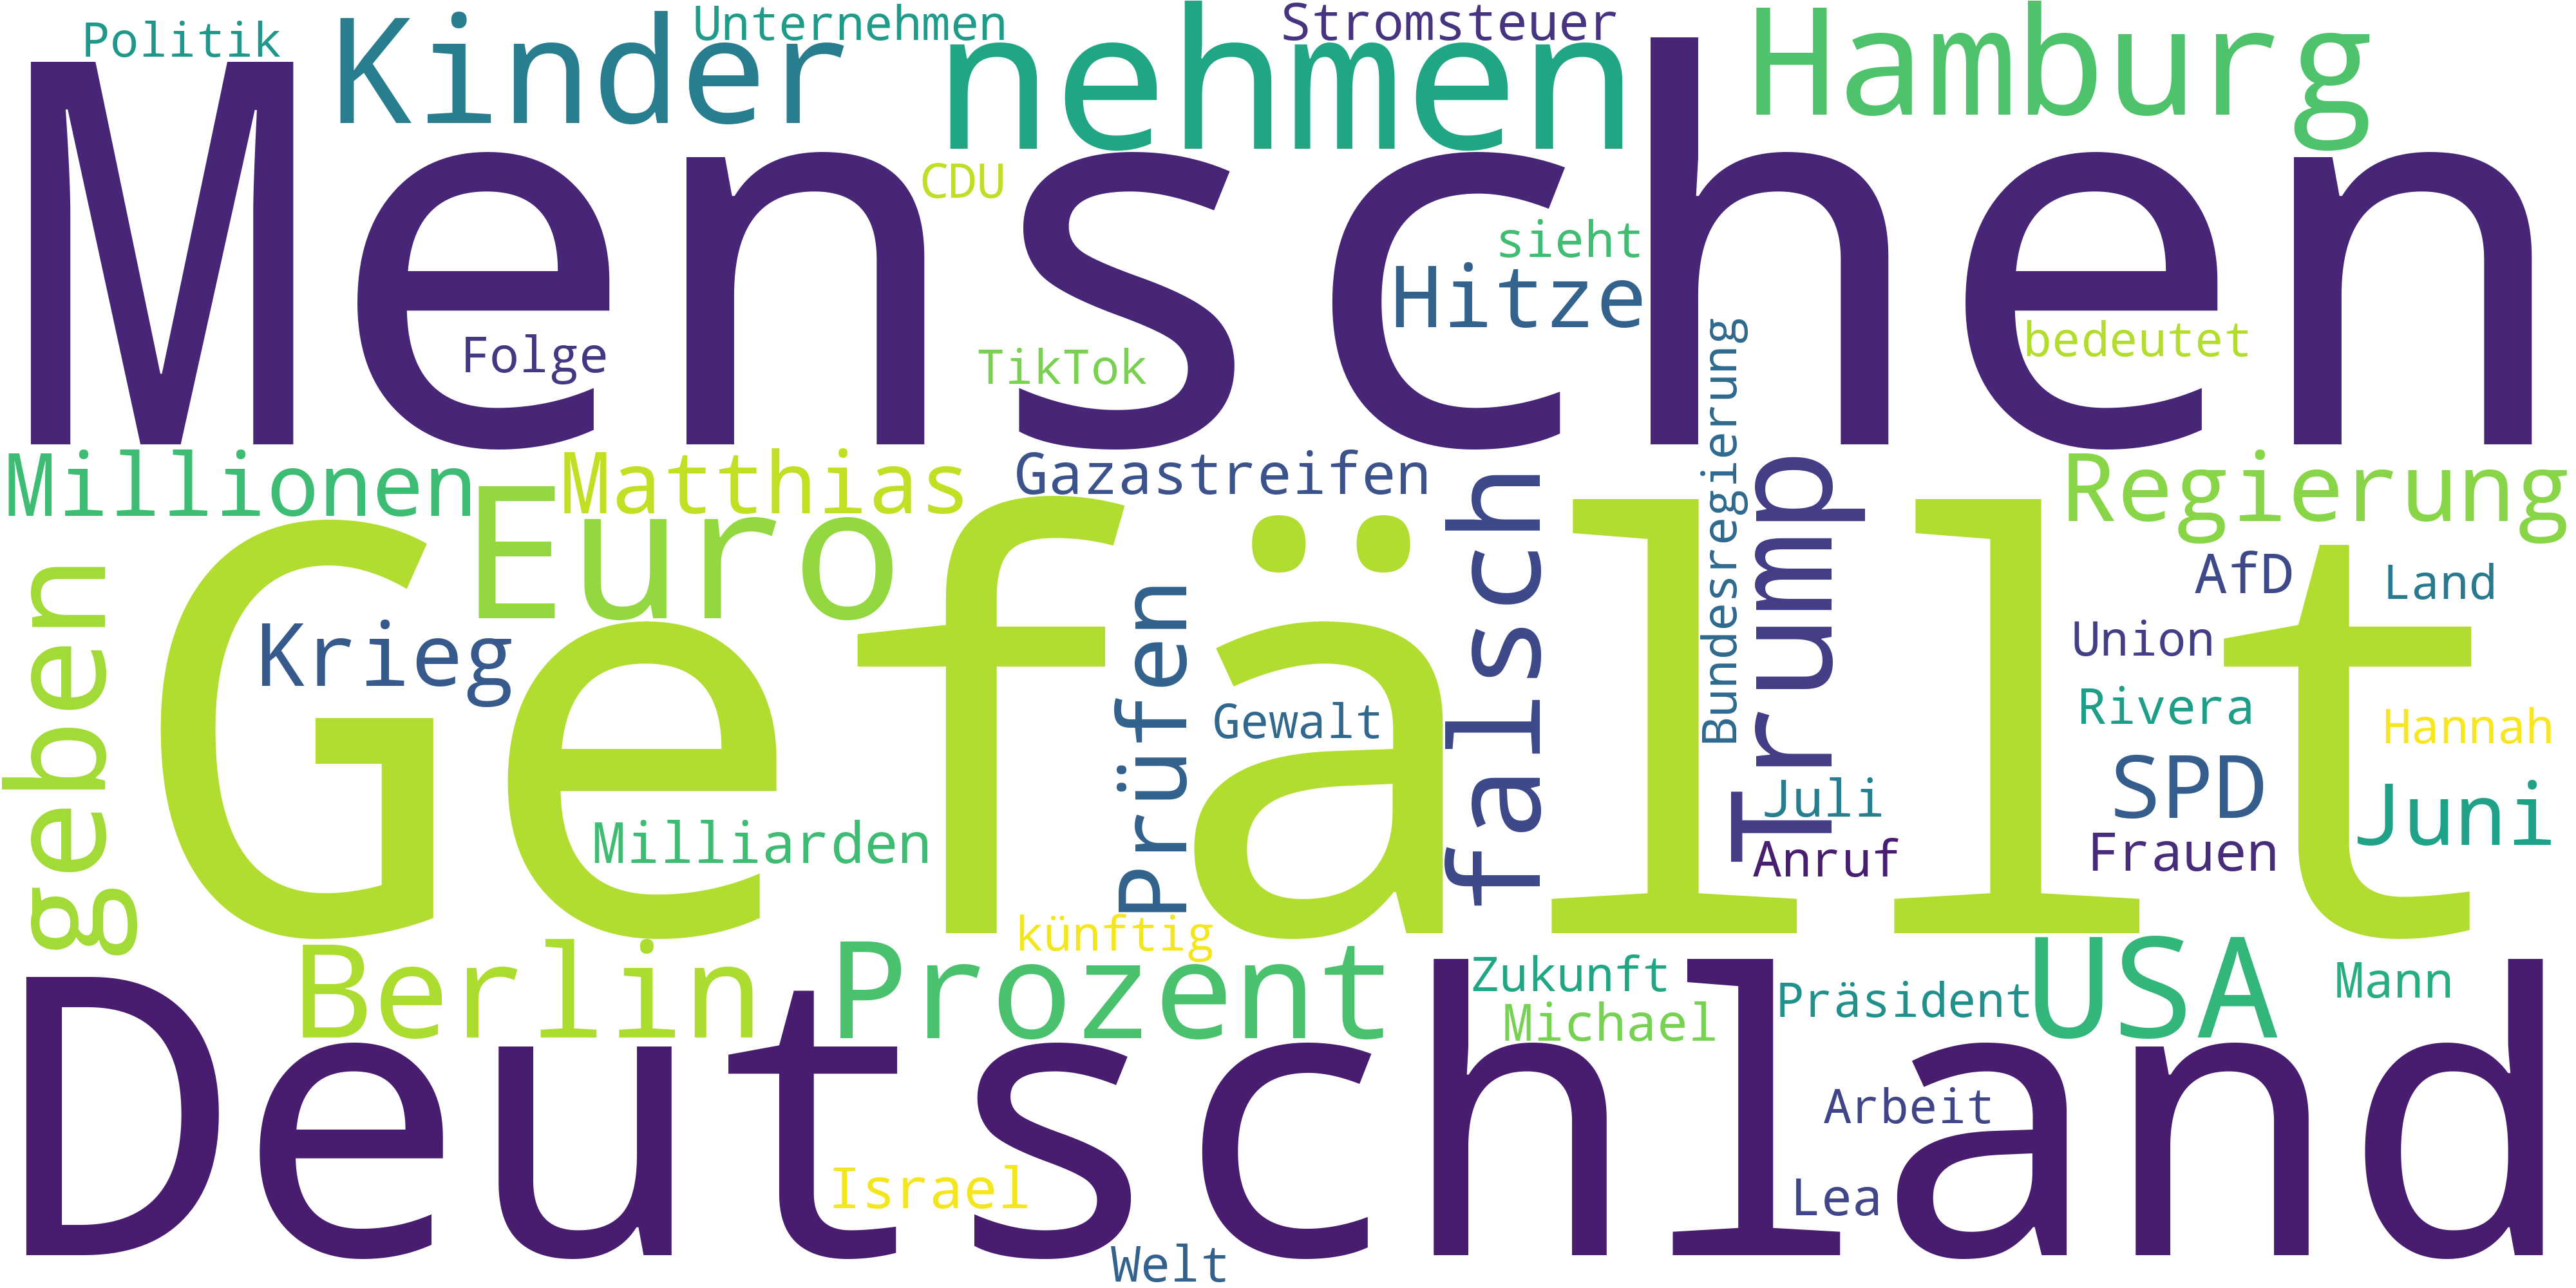 Politik
Kinder
Unternehmen
nehmen
Stromsteuer
Hamburg
Menschen
CDU
sieht
Hitze
Folge
TikTok
bedeutet
Bundesregierung
Millionen
Matthias
Gazastreifen
falsch
Trump
Regierung
Euro
Gefällt
geben
Krieg
Prüfen
Gewalt
AfD
Land
Union
Rivera
Hannah
SPD
Juni
Juli
Milliarden
Anruf
Frauen
künftig
Berlin
Prozent
Zukunft
Michael
Präsident
USA
Mann
Deutschland
Arbeit
Israel
Lea
Welt